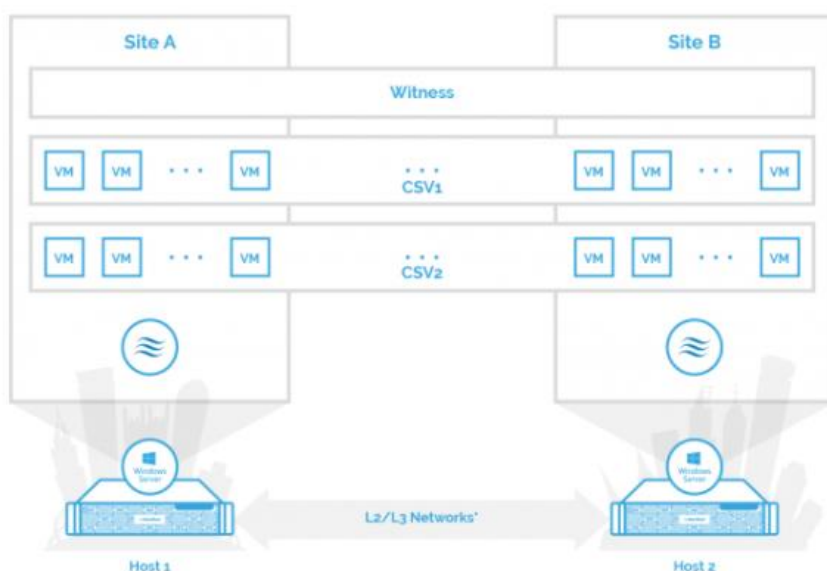 Site A
Site B
Witness
VM VM . . . VM
. . .
CSV1
VM VM . . . VM
VM VM . . . VM
. . .
CSV2
VM VM . . . VM
Windows
Server
Windows
Server
L2/L3 Networks*
Host 1
Host 2